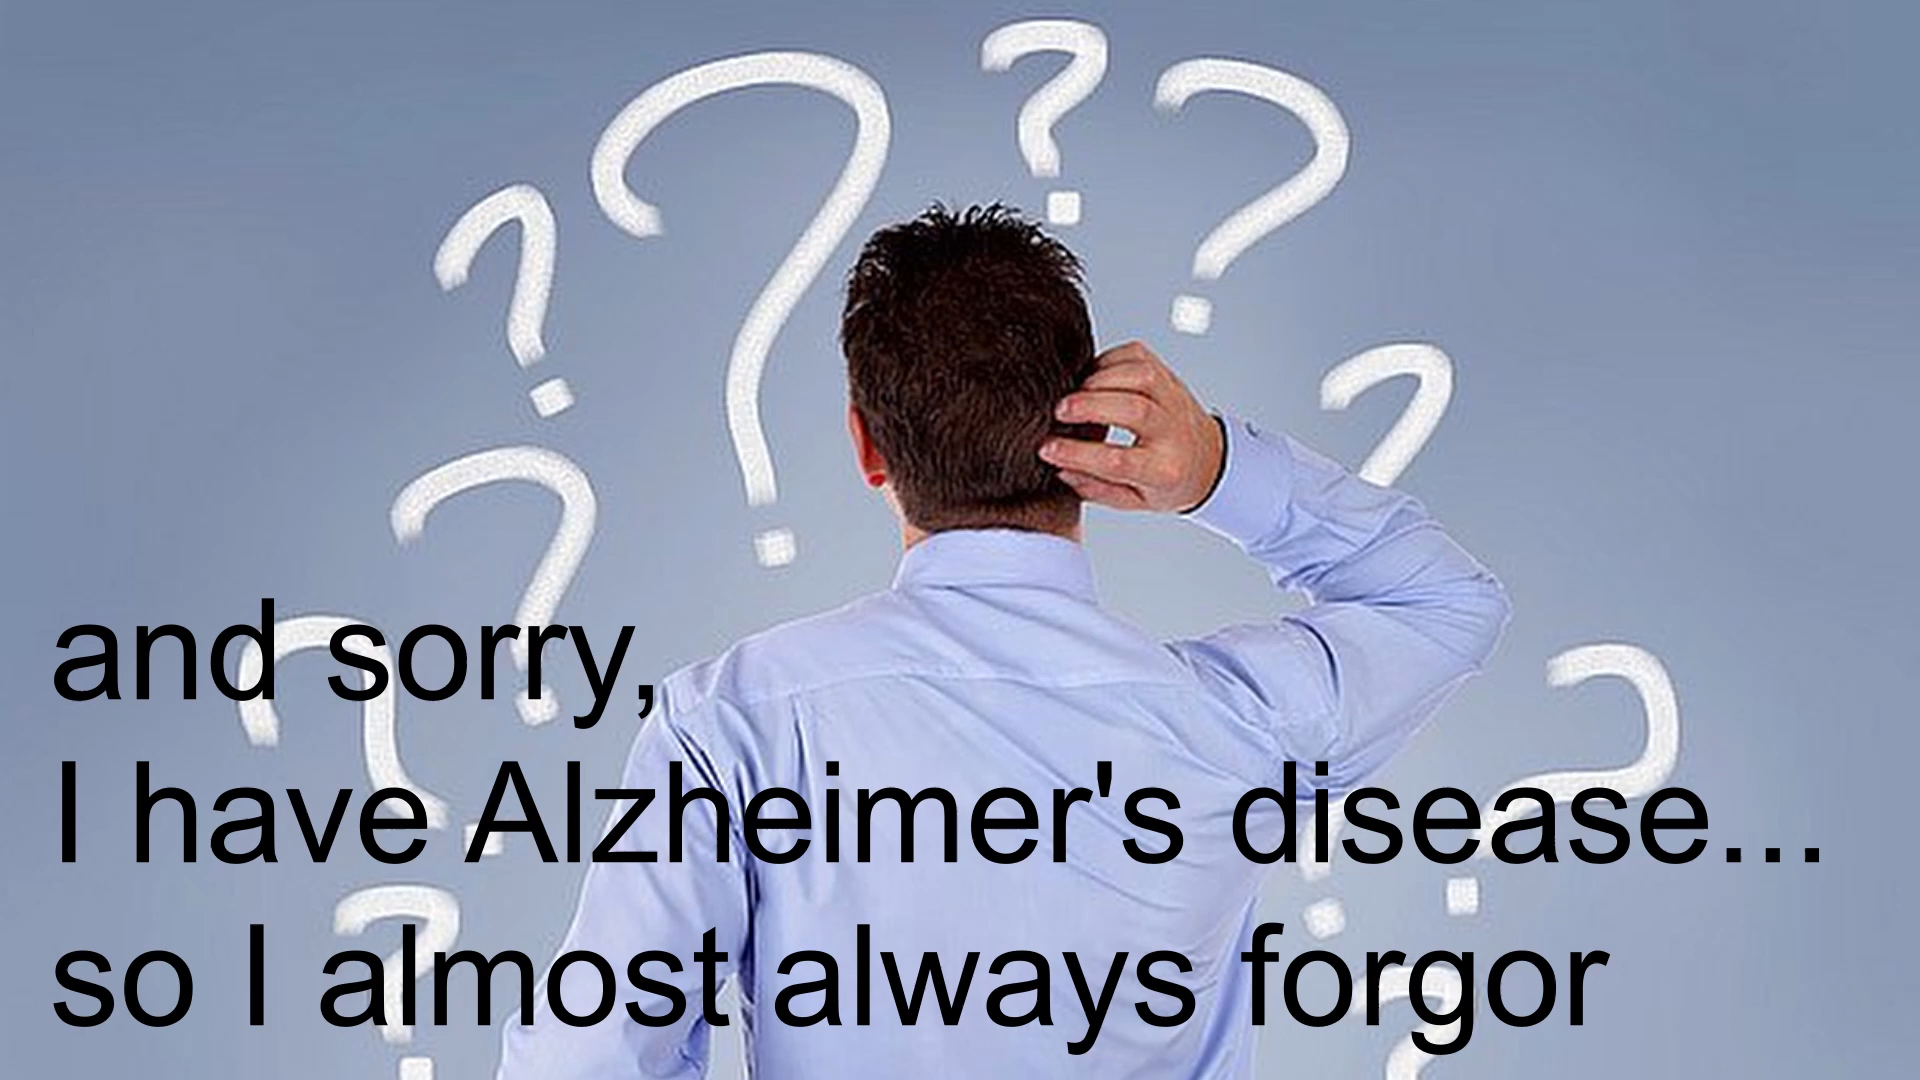 and sorry,
I have Alzheimer's disease...
so I almost always forgor